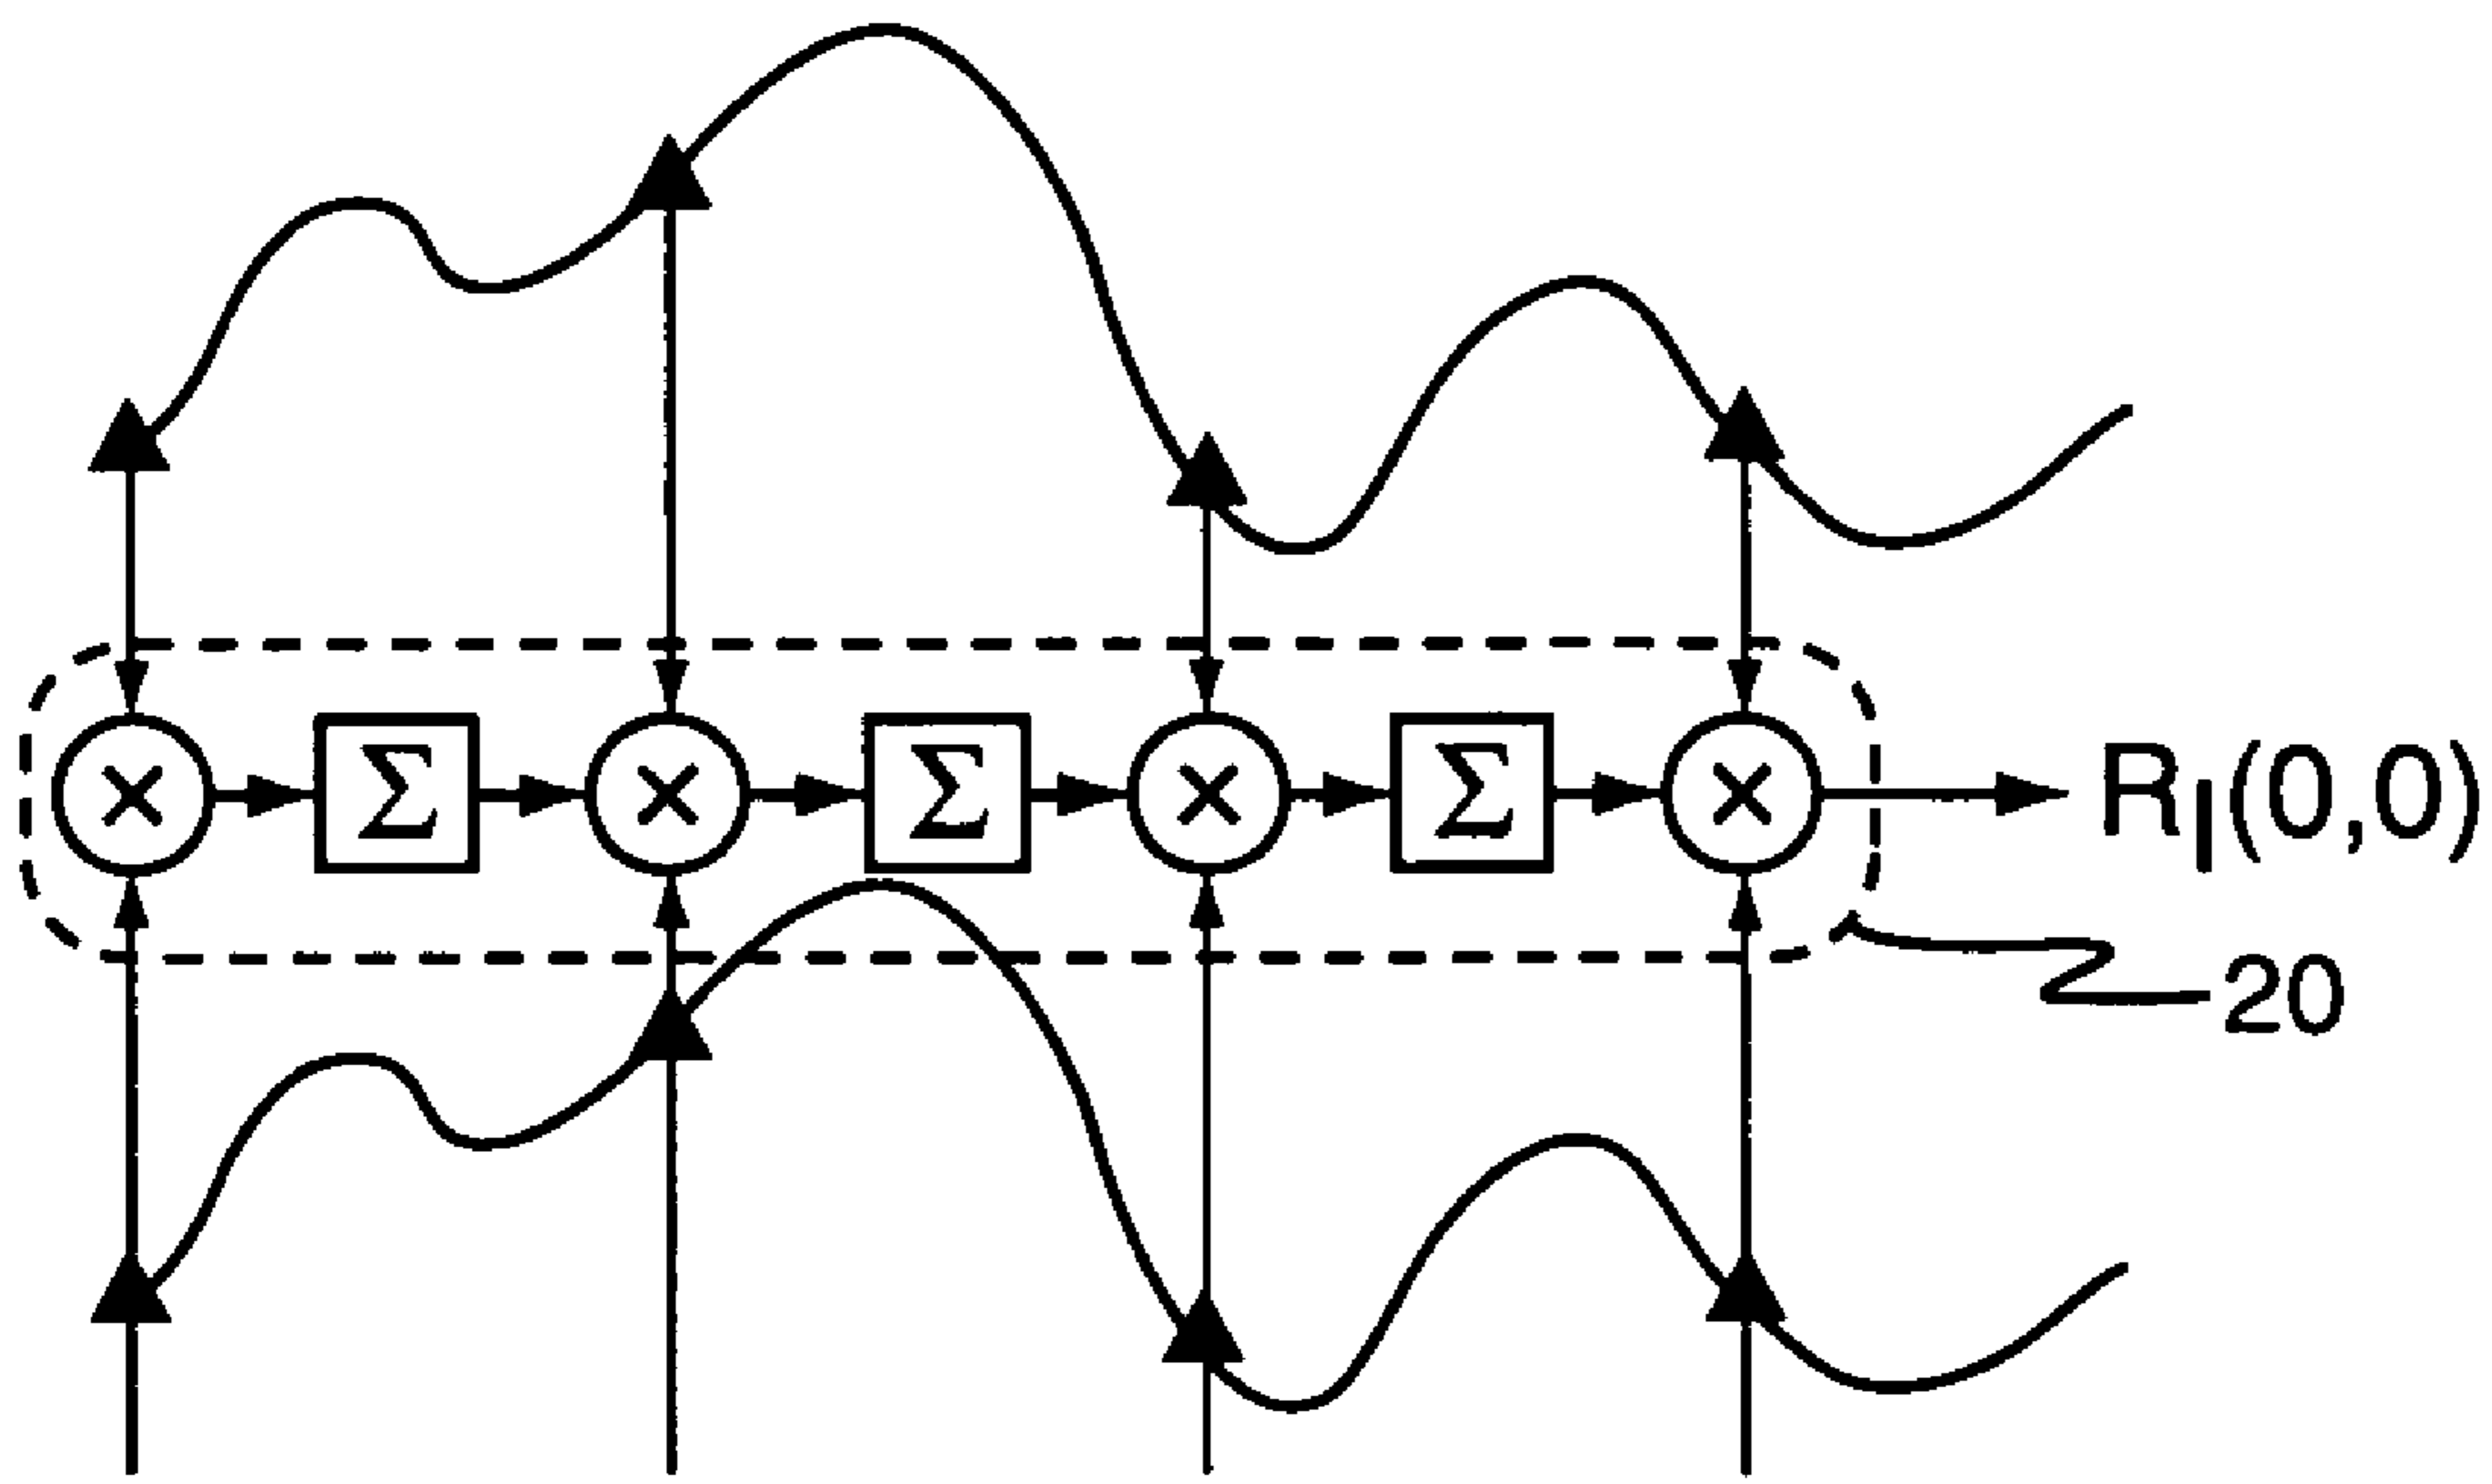 × Σ × Σ × Σ × R_I(0,0)
20